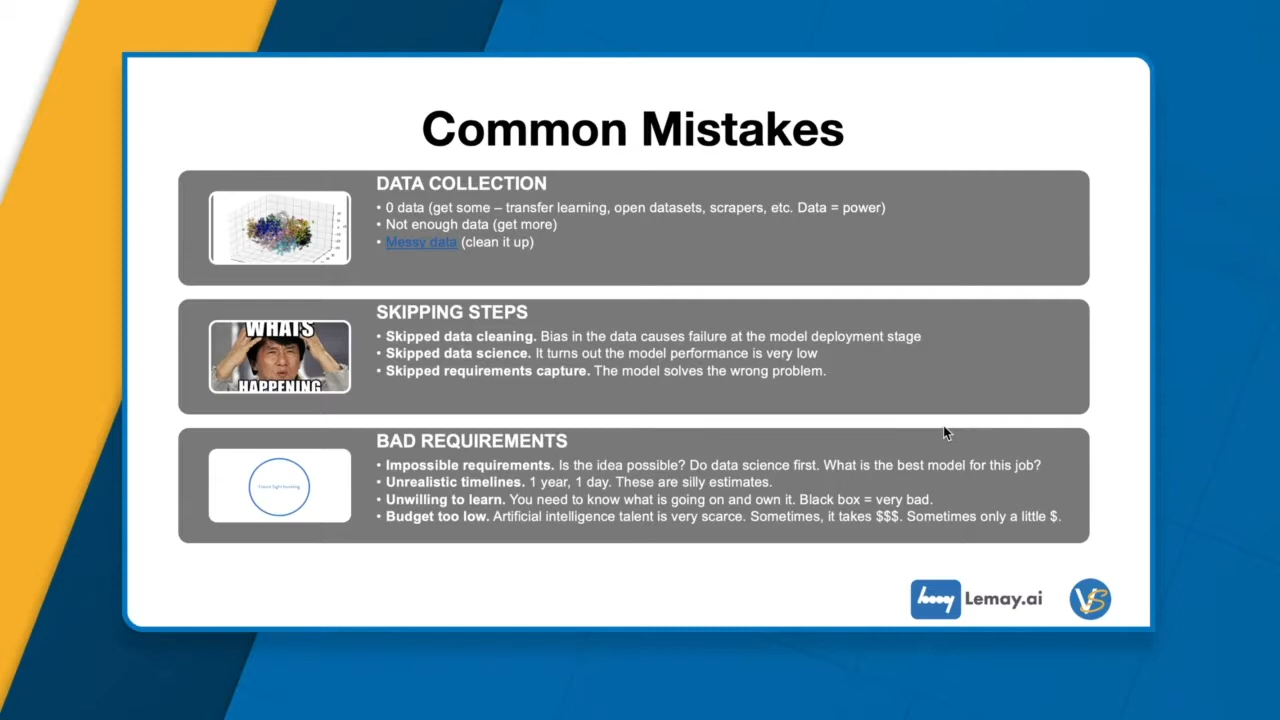 Common Mistakes
DATA COLLECTION
• 0 data (get some – transfer learning, open datasets, scrapers, etc. Data = power)
• Not enough data (get more)
• Messy data (clean it up)
WHATS
HAPPENING
SKIPPING STEPS
• Skipped data cleaning. Bias in the data causes failure at the model deployment stage
• Skipped data science. It turns out the model performance is very low
• Skipped requirements capture. The model solves the wrong problem.
BAD REQUIREMENTS
• Impossible requirements. Is the idea possible? Do data science first. What is the best model for this job?
• Unrealistic timelines. 1 year, 1 day. These are silly estimates.
• Unwilling to learn. You need to know what is going on and own it. Black box = very bad.
• Budget too low. Artificial intelligence talent is very scarce. Sometimes, it takes $$$. Sometimes only a little $.
Lemay.ai
VS